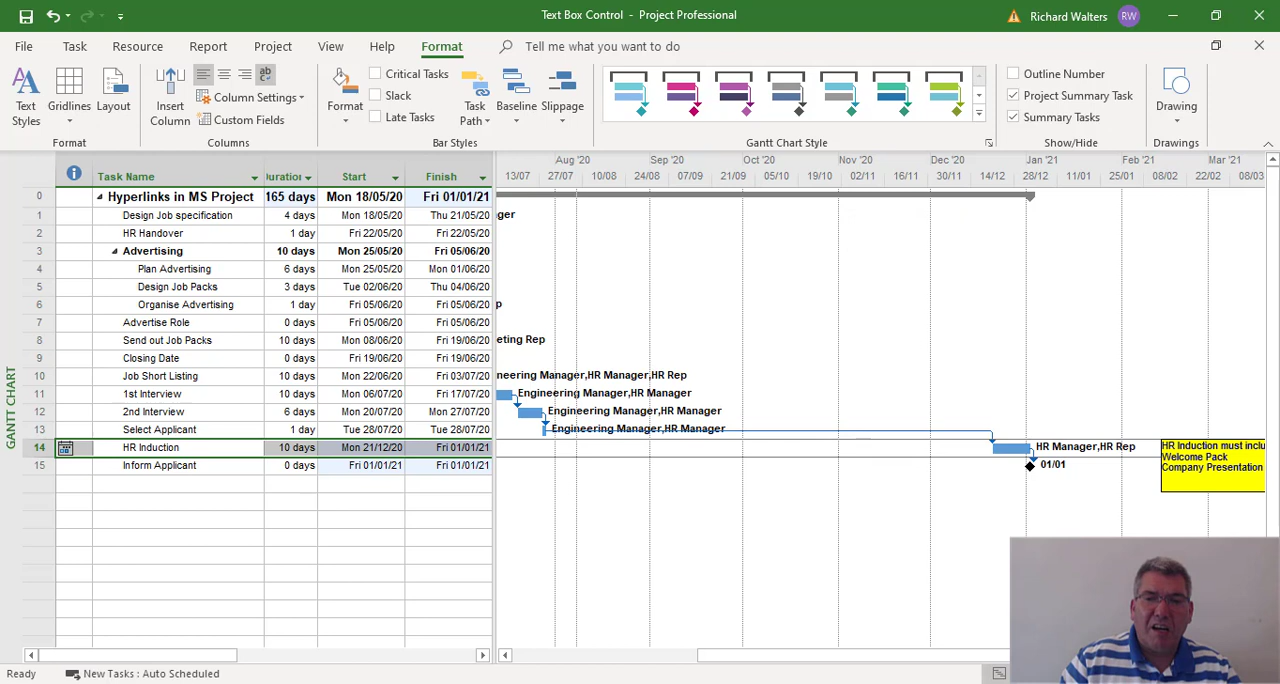 Text Box Control - Project Professional
Richard Walters RW
File Task Resource Report Project View Help Format Tell me what you want to do
Text Styles
Gridlines
Layout
Format
Insert Column
Column Settings
Custom Fields
Columns
Format
Critical Tasks
Slack
Late Tasks
Task Path
Baseline
Slippage
Bar Styles
Gantt Chart Style
Outline Number
Project Summary Task
Summary Tasks
Show/Hide
Drawing
Drawings
Task Name Start Finish
Aug '20 Sep '20 Oct '20 Nov '20 Dec '20 Jan '21 Feb '21 Mar '21
13/07 27/07 10/08 24/08 07/09 21/09 05/10 19/10 02/11 16/11 30/11 14/12 28/12 11/01 25/01 08/02 22/02 08/03
0 Hyperlinks in MS Project 165 days Mon 18/05/20 Fri 01/01/21
1 Design Job specification 4 days Mon 18/05/20 Thu 21/05/20 ger
2 HR Handover 1 day Fri 22/05/20 Fri 22/05/20
3 Advertising 10 days Mon 25/05/20 Fri 05/06/20
4 Plan Advertising 6 days Mon 25/05/20 Mon 01/06/20
5 Design Job Packs 3 days Tue 02/06/20 Thu 04/06/20
6 Organise Advertising 1 day Fri 05/06/20 Fri 05/06/20 p
7 Advertise Role 0 days Fri 05/06/20 Fri 05/06/20
8 Send out Job Packs 10 days Mon 08/06/20 Fri 19/06/20 eting Rep
9 Closing Date 0 days Fri 19/06/20 Fri 19/06/20
10 Job Short Listing 10 days Mon 22/06/20 Fri 03/07/20 neering Manager,HR Manager,HR Rep
11 1st Interview 10 days Mon 06/07/20 Fri 17/07/20 Engineering Manager,HR Manager
12 2nd Interview 6 days Mon 20/07/20 Mon 27/07/20 Engineering Manager,HR Manager
13 Select Applicant 1 day Tue 28/07/20 Tue 28/07/20 Engineering Manager,HR Manager
14 HR Induction 10 days Mon 21/12/20 Fri 01/01/21 HR Manager,HR Rep
15 Inform Applicant 0 days Fri 01/01/21 Fri 01/01/21 01/01
HR Induction must inclu
Welcome Pack
Company Presentation
GANTT CHART
Ready New Tasks : Auto Scheduled